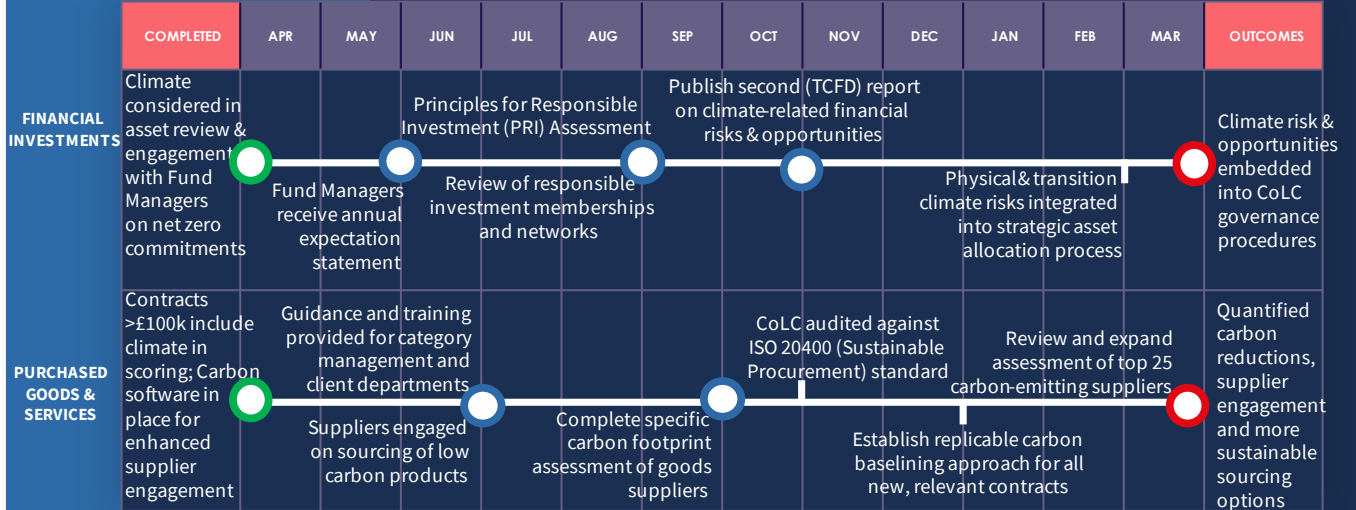 COMPLETED APR MAY JUN JUL AUG SEP OCT NOV DEC JAN FEB MAR OUTCOMES
FINANCIAL
INVESTMENTS
Climate
considered in
asset review &
engagement
with Fund
Managers
on net zero
commitments
Fund Managers
receive annual
expectation
statement
Principles for Responsible
Investment (PRI) Assessment
Review of responsible
investment memberships
and networks
Publish second (TCFD) report
on climate-related financial
risks & opportunities
Physical& transition
climate risks integrated
into strategic asset
allocation process
Climate risk &
opportunities
embedded
into CoLC
governance
procedures
PURCHASED
GOODS &
SERVICES
Contracts
>£100k include
climate in
scoring; Carbon
software in
place for
enhanced
supplier
engagement
Guidance and training
provided for category
management and
client departments
Suppliers engaged
on sourcing of low
carbon products
Complete specific
carbon footprint
assessment of goods
suppliers
CoLC audited against
ISO 20400 (Sustainable
Procurement) standard
Establish replicable carbon
baselining approach for all
new, relevant contracts
Review and expand
assessment of top 25
carbon-emitting suppliers
Quantified
carbon
reductions,
supplier
engagement
and more
sustainable
sourcing
options